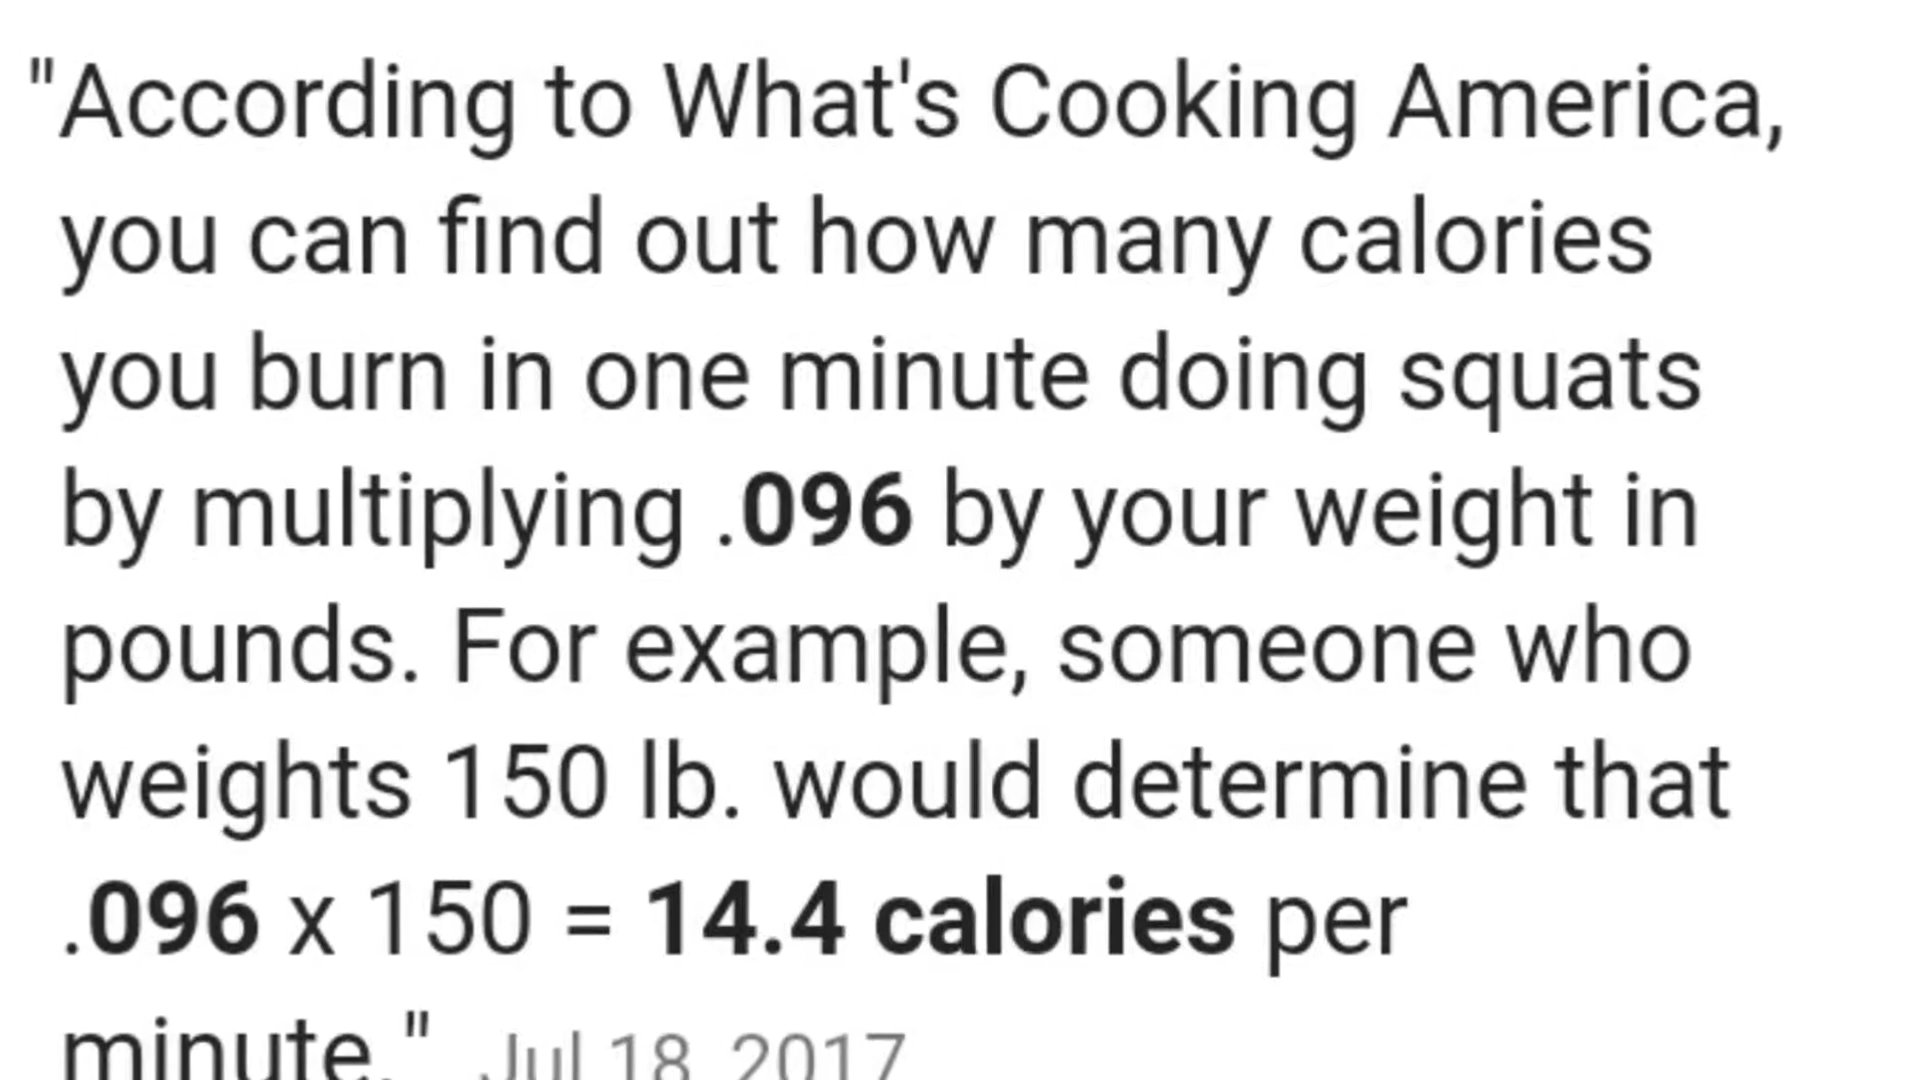 "According to What's Cooking America,
you can find out how many calories
you burn in one minute doing squats
by multiplying .096 by your weight in
pounds. For example, someone who
weights 150 lb. would determine that
.096 x 150 = 14.4 calories per
minute." Jul 18, 2017